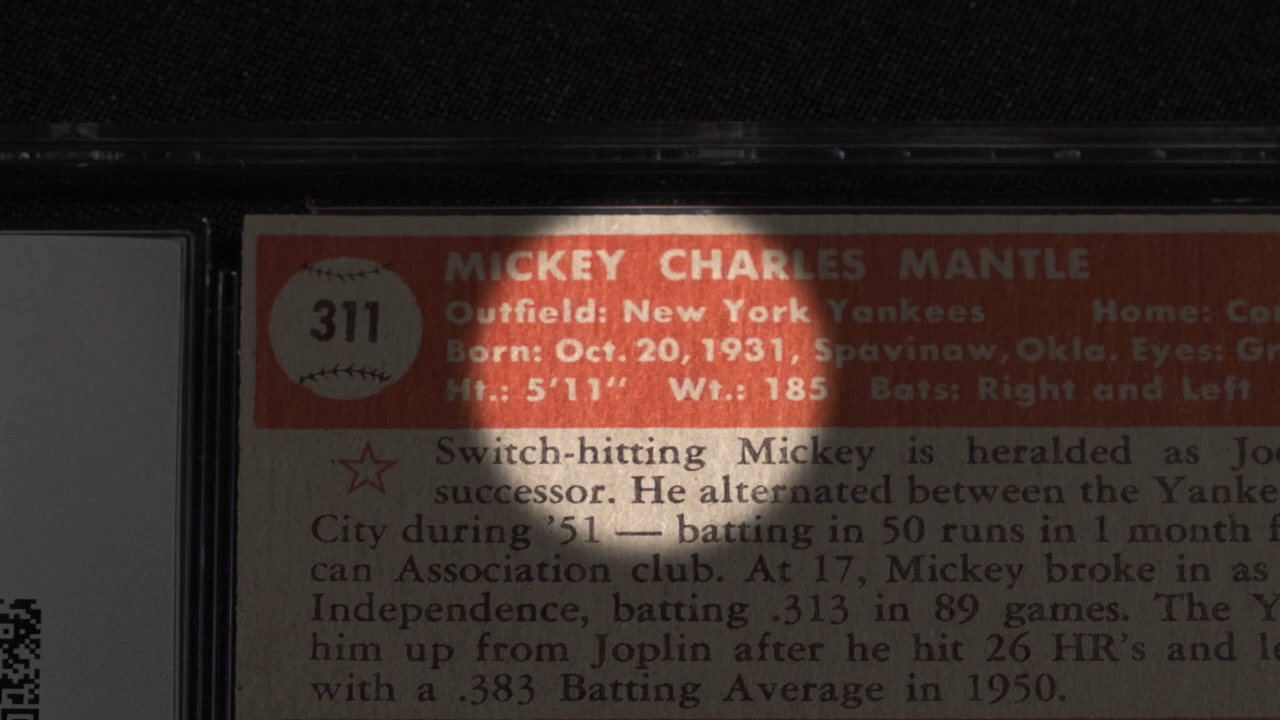 MICKEY CHARLES MANTLE
311
Outfield: New York Yankees Home:
Born: Oct. 20, 1931, Spavinaw, Okla. Eyes:
Ht.: 5'11" Wt.: 185 Bats: Right and Left
Switch-hitting Mickey is heralded as
successor. He alternated between the
City during '51 — batting in 50 runs in 1 month
can Association club. At 17, Mickey broke in as
Independence, batting .313 in 89 games. The
him up from Joplin after he hit 26 HR's and
with a .383 Batting Average in 1950.